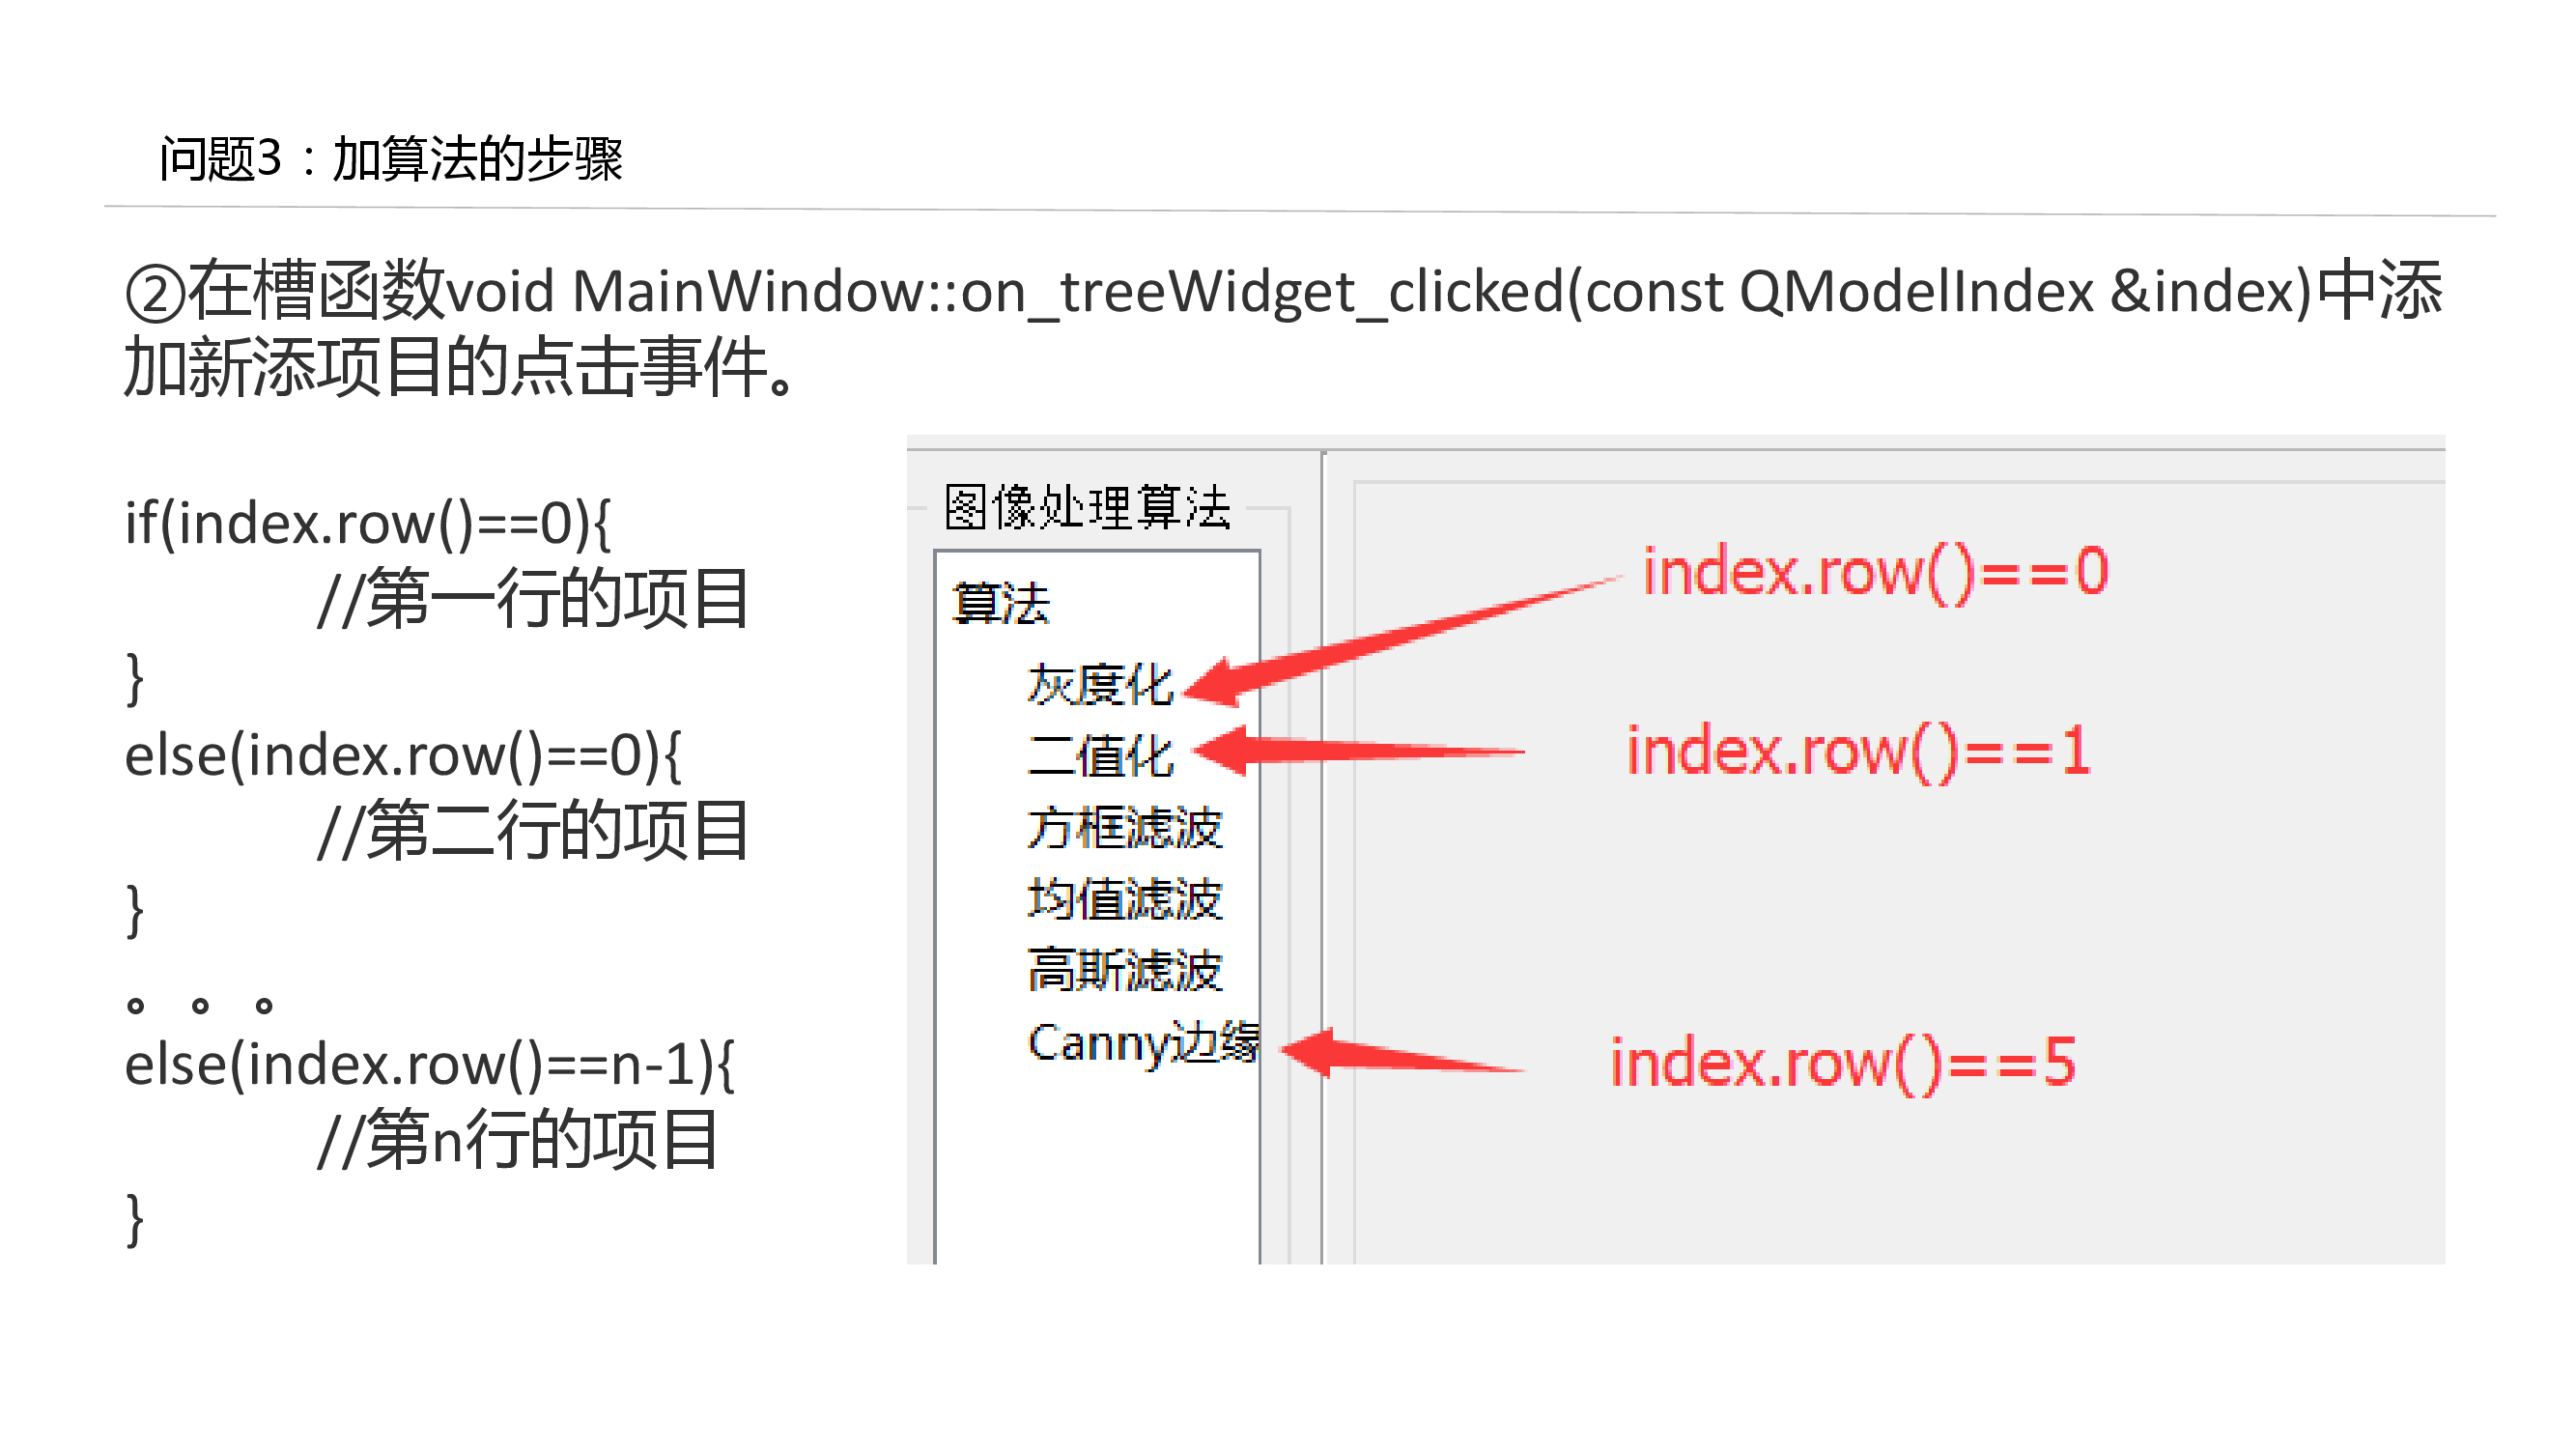 问题3：加算法的步骤
②在槽函数void MainWindow::on_treeWidget_clicked(const QModelIndex &index)中添
加新添项目的点击事件。
if(index.row()==0){
//第一行的项目
}
else(index.row()==0){
//第二行的项目
}
。。。
else(index.row()==n-1){
//第n行的项目
}
图像处理算法
算法
灰度化
二值化
方框滤波
均值滤波
高斯滤波
Canny边缘
index.row()==0
index.row()==1
index.row()==5